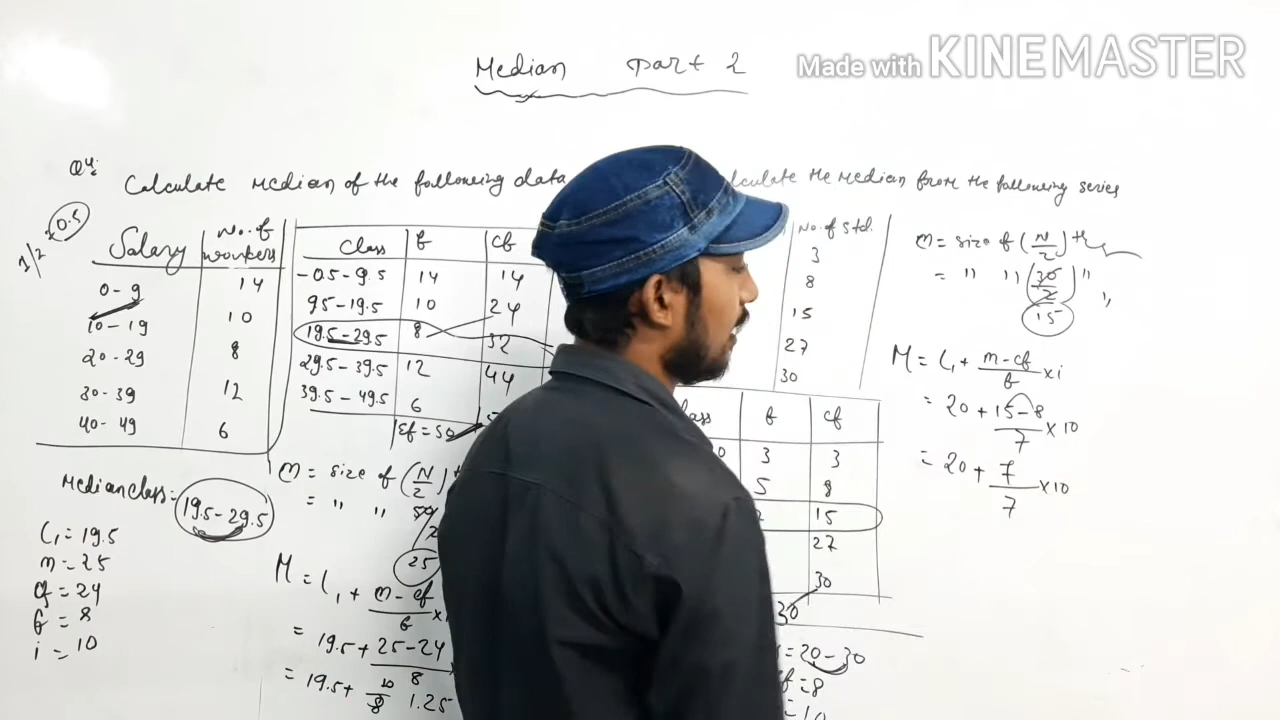 Made with KINEMASTER
Median Part 2
Q4:
Calculate median of the following data
1/2 = 0.5
Salary No. of workers
0-9 14
10-19 10
20-29 8
30-39 12
40-49 6
Class f cf
-0.5-9.5 14 14
9.5-19.5 10 24
19.5-29.5 8 32
29.5-39.5 12 44
39.5-49.5 6
Σf = 50
Median class = 19.5-29.5
L₁ = 19.5
m = 25
cf = 24
f = 8
i = 10
m = size of (N/2)
= " " 50/2
25
M = L₁ + m-cf/f x
= 19.5 + 25-24/8
= 19.5 + 10/8 1.25
the median from the following series
No. of Std.
3
8
15
27
30
f cf
3 3
5 8
15
27
30
30
= 20-30
cf = 8
= 10
m = size of (N/2)th
= " " (30/2) "
15
M = L₁ + m-cf/f x i
= 20 + 15-8/7 x 10
= 20 + 7/7 x 10